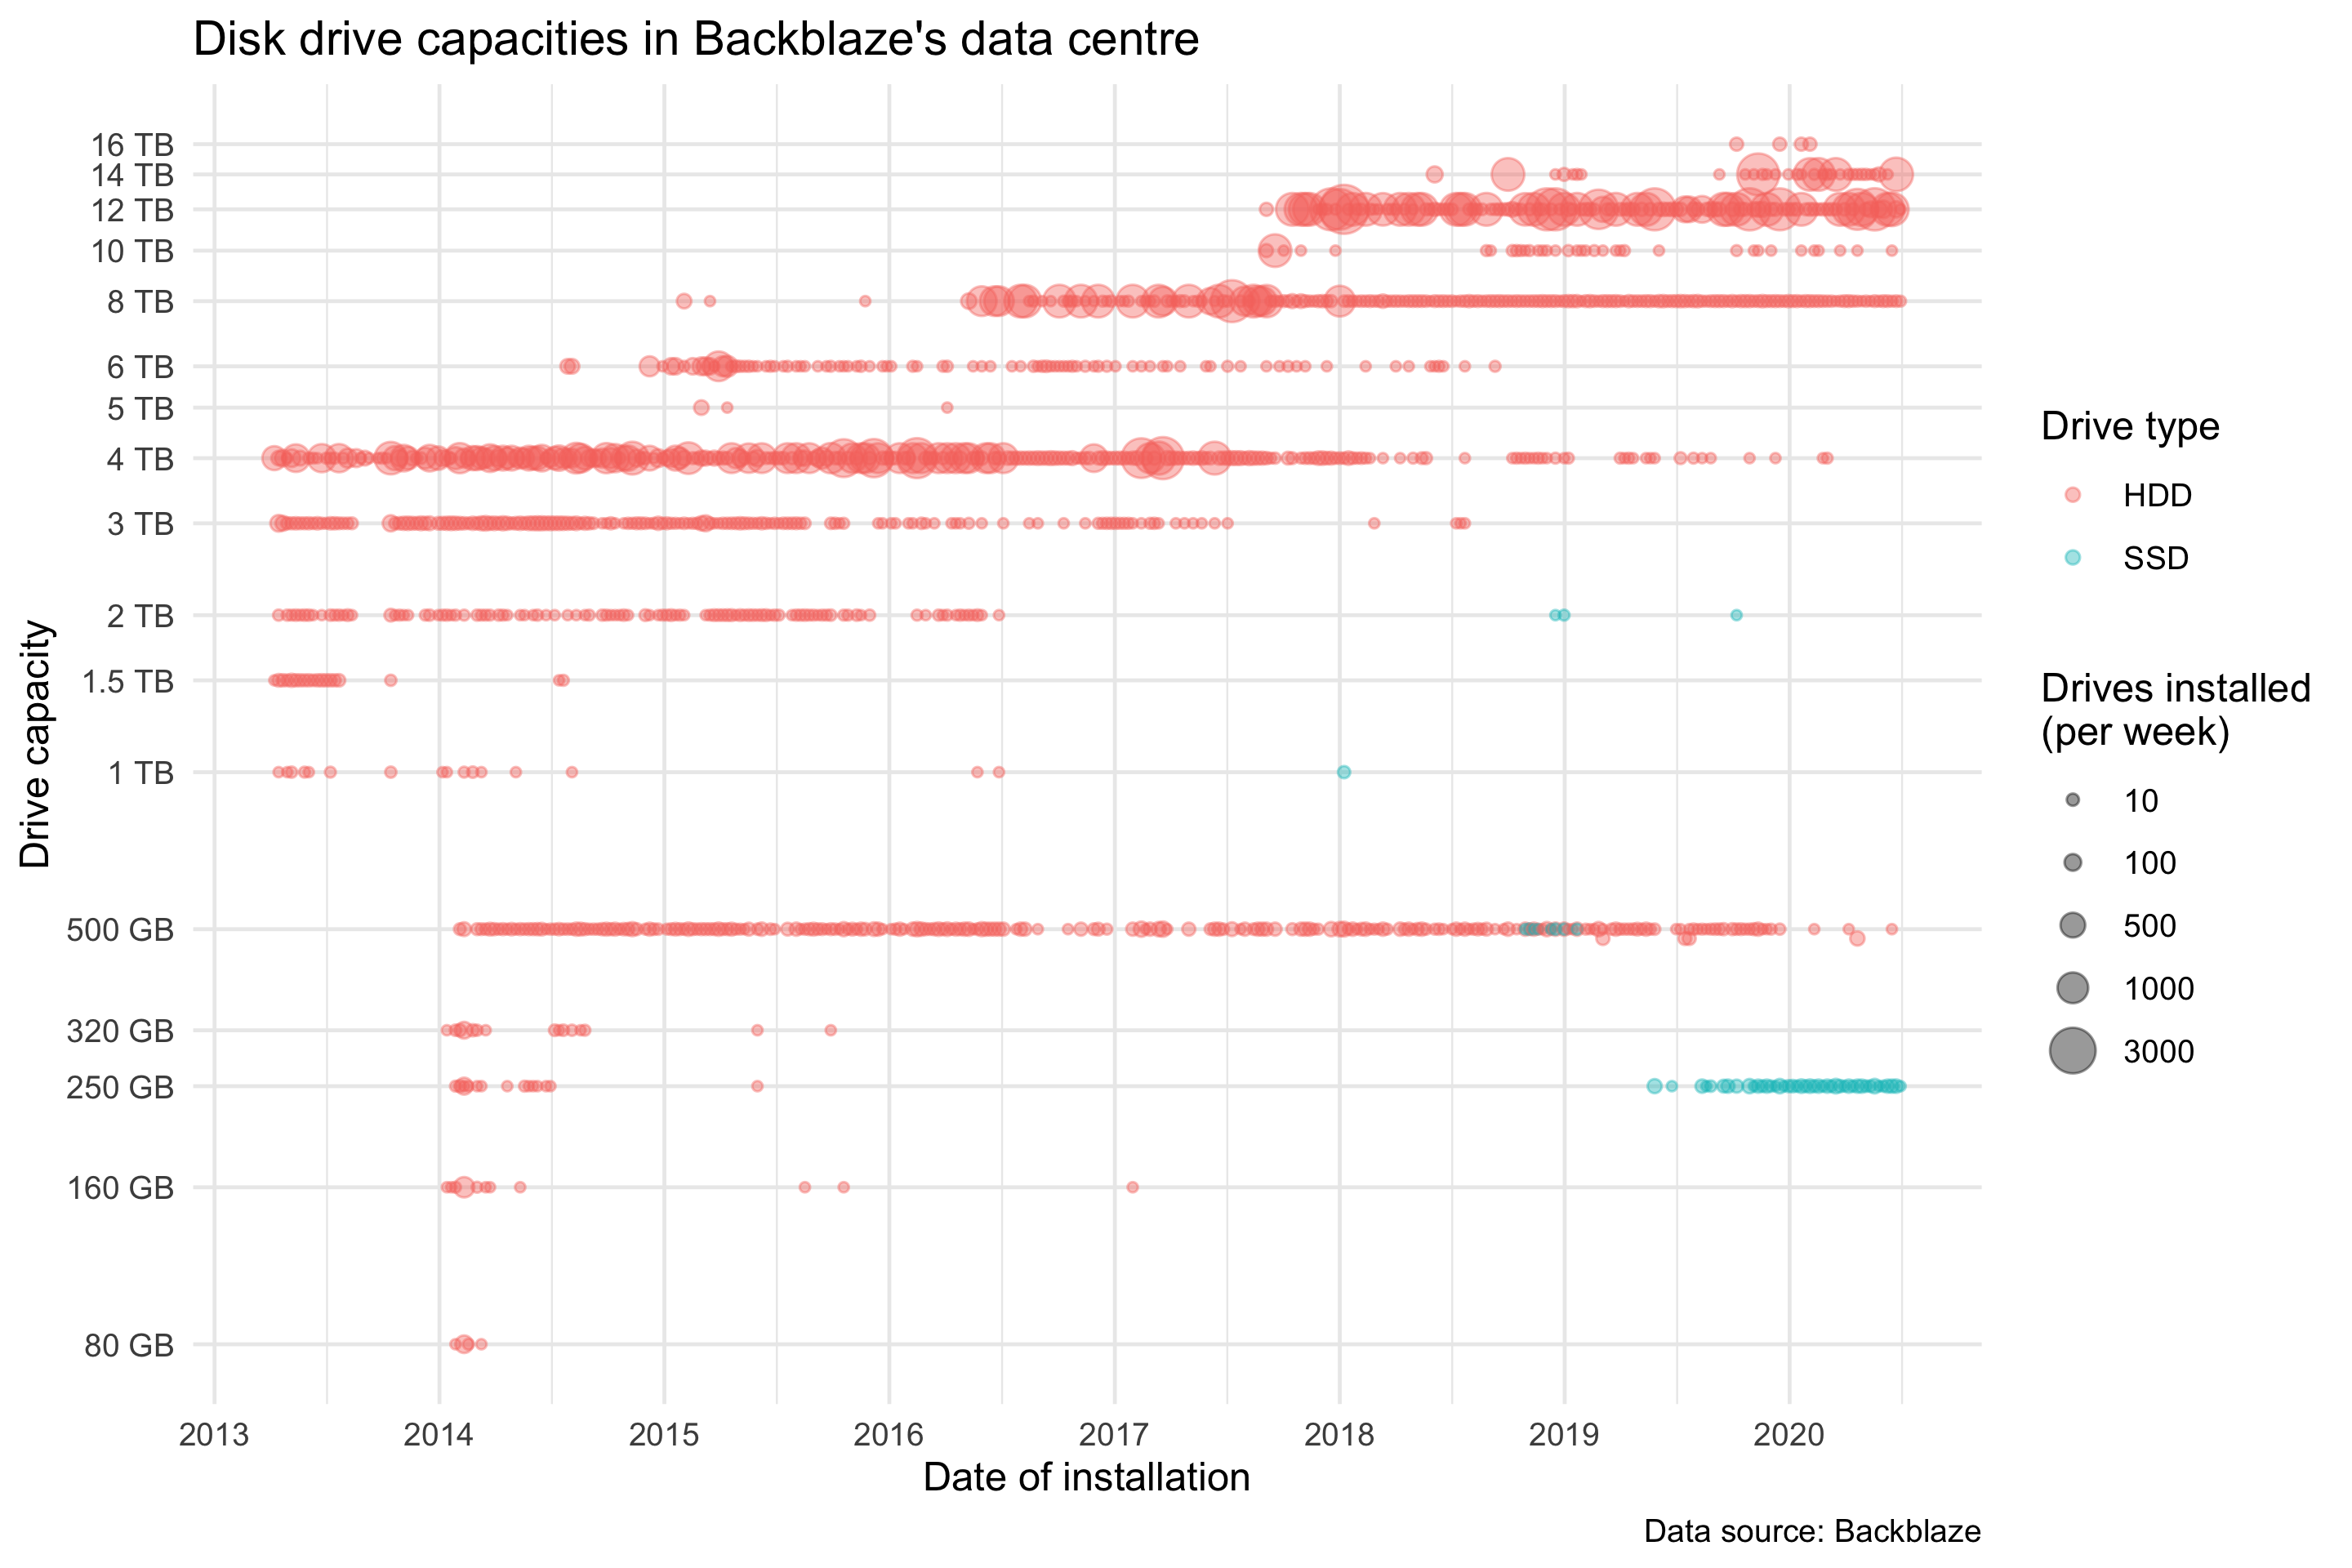 Disk drive capacities in Backblaze's data centre
Drive capacity
16 TB
14 TB
12 TB
10 TB
8 TB
6 TB
5 TB
4 TB
3 TB
2 TB
1.5 TB
1 TB
500 GB
320 GB
250 GB
160 GB
80 GB
2013 2014 2015 2016 2017 2018 2019 2020
Date of installation
Drive type
HDD
SSD
Drives installed
(per week)
10
100
500
1000
3000
Data source: Backblaze